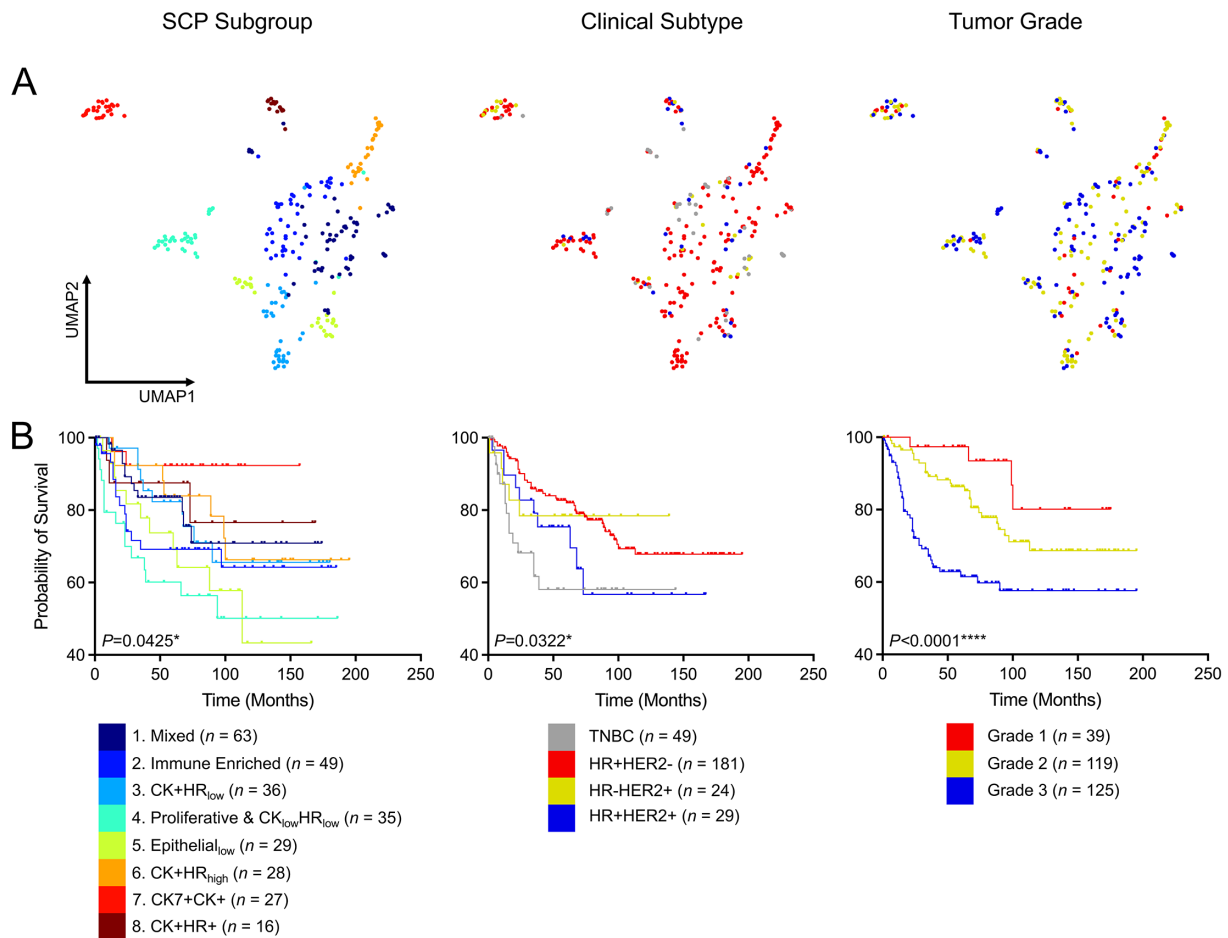 SCP Subgroup
Clinical Subtype
Tumor Grade
A
UMAP2
UMAP1
B
Probability of Survival
100
80
60
40
P=0.0425*
0 50 100 150 200 250
Time (Months)
100
80
60
40
P=0.0322*
0 50 100 150 200 250
Time (Months)
100
80
60
40
P<0.0001****
0 50 100 150 200 250
Time (Months)
1. Mixed (n = 63)
2. Immune Enriched (n = 49)
3. CK+HRlow (n = 36)
4. Proliferative & CKlowHRlow (n = 35)
5. Epitheliallow (n = 29)
6. CK+HRhigh (n = 28)
7. CK7+CK+ (n = 27)
8. CK+HR+ (n = 16)
TNBC (n = 49)
HR+HER2- (n = 181)
HR-HER2+ (n = 24)
HR+HER2+ (n = 29)
Grade 1 (n = 39)
Grade 2 (n = 119)
Grade 3 (n = 125)